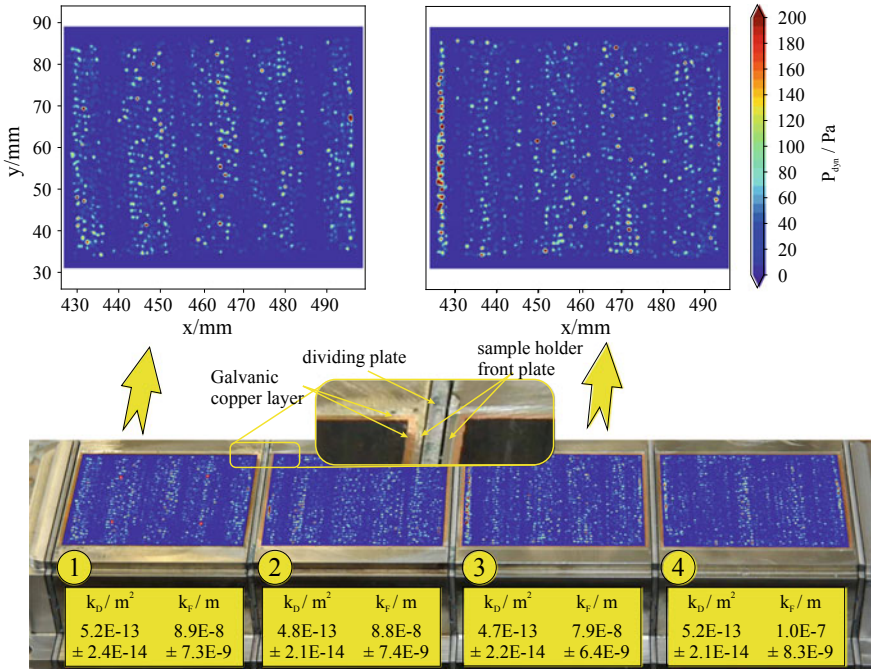 90
80
70
60
50
40
30
y/mm
430 440 450 460 470 480 490
x/mm
430 440 450 460 470 480 490
x/mm
200
180
160
140
120
100
80
60
40
20
0
P_dyn / Pa
dividing plate
Galvanic
copper layer
sample holder
front plate
1
k_D / m² k_F / m
5.2E-13 8.9E-8
± 2.4E-14 ± 7.3E-9
2
k_D / m² k_F / m
4.8E-13 8.8E-8
± 2.1E-14 ± 7.4E-9
3
k_D / m² k_F / m
4.7E-13 7.9E-8
± 2.2E-14 ± 6.4E-9
4
k_D / m² k_F / m
5.2E-13 1.0E-7
± 2.1E-14 ± 8.3E-9